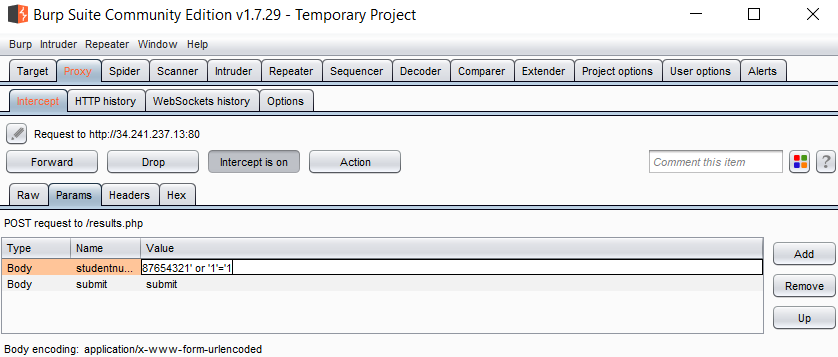 Burp Suite Community Edition v1.7.29 - Temporary Project
Burp Intruder Repeater Window Help
Target Proxy Spider Scanner Intruder Repeater Sequencer Decoder Comparer Extender Project options User options Alerts
Intercept HTTP history WebSockets history Options
Request to http://34.241.237.13:80
Forward Drop Intercept is on Action Comment this item ?
Raw Params Headers Hex
POST request to /results.php
Type Name Value
Body studentnu... 87654321' or '1'='1
Body submit submit
Add
Remove
Up
Body encoding: application/x-www-form-urlencoded